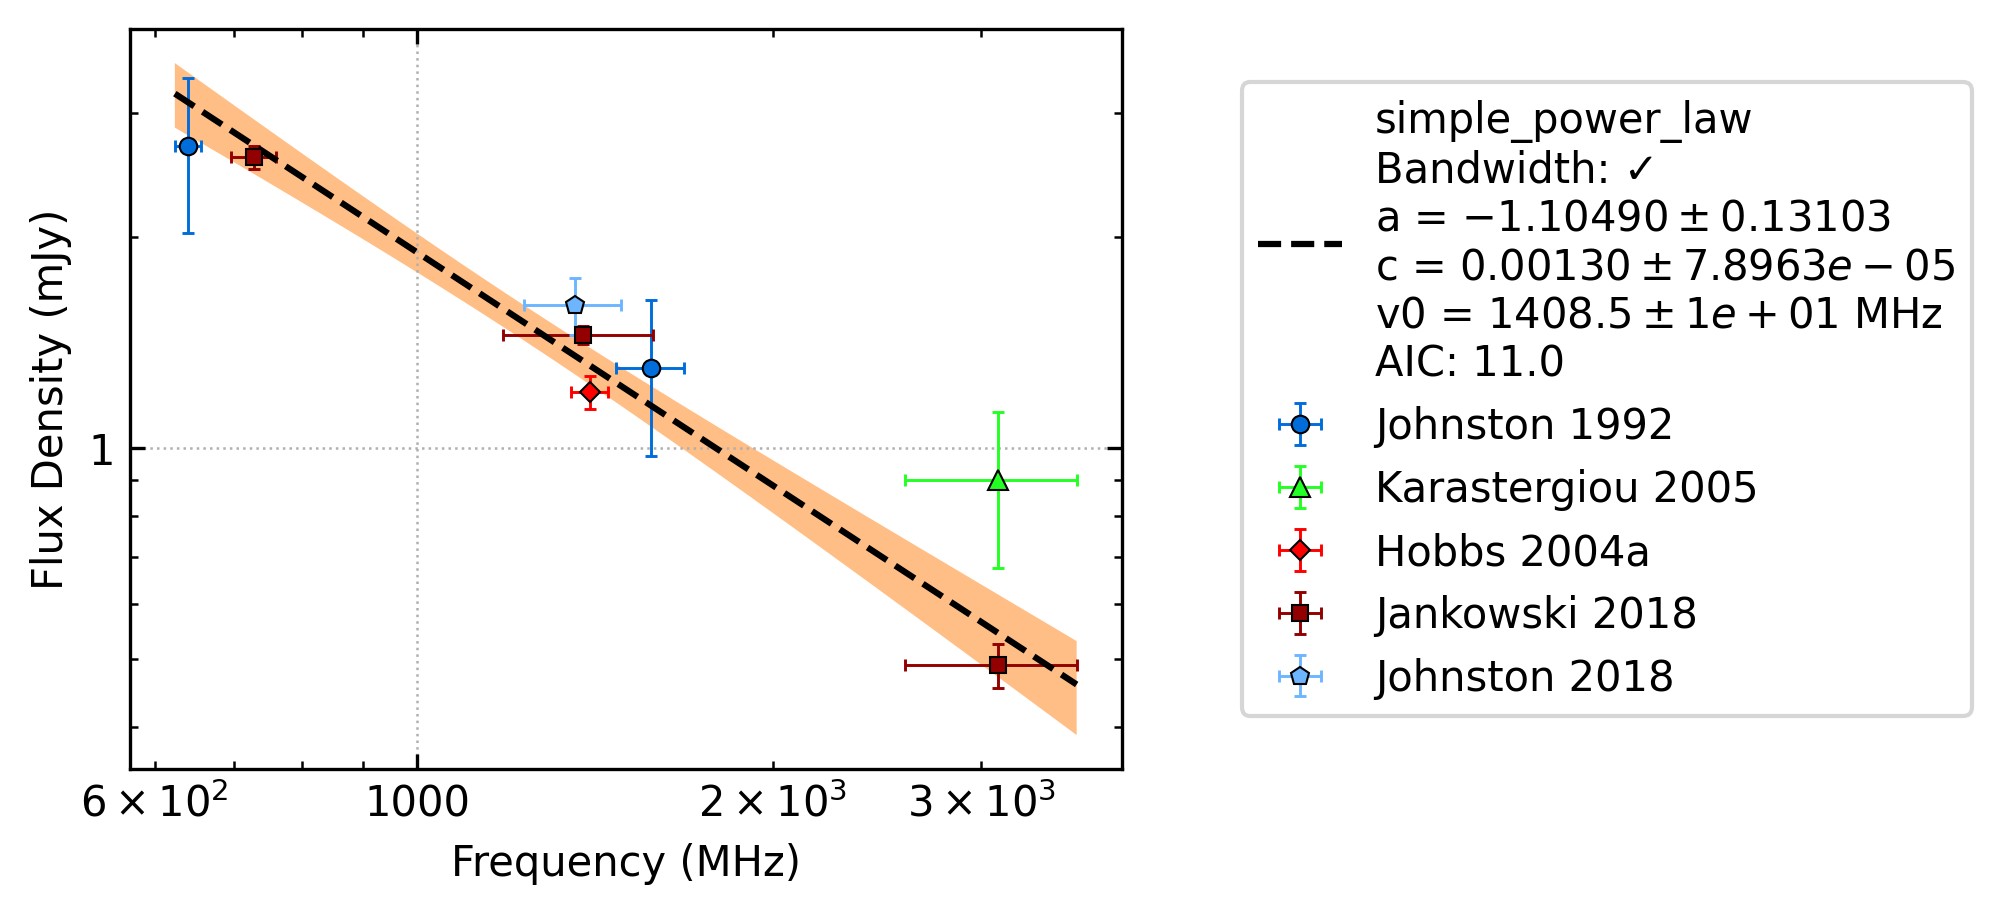 Flux Density (mJy)
1
6 × 10²
1000
2 × 10³
3 × 10³
Frequency (MHz)
simple_power_law
Bandwidth: ✓
a = −1.10490 ± 0.13103
c = 0.00130 ± 7.8963e − 05
v0 = 1408.5 ± 1e + 01 MHz
AIC: 11.0
Johnston 1992
Karastergiou 2005
Hobbs 2004a
Jankowski 2018
Johnston 2018